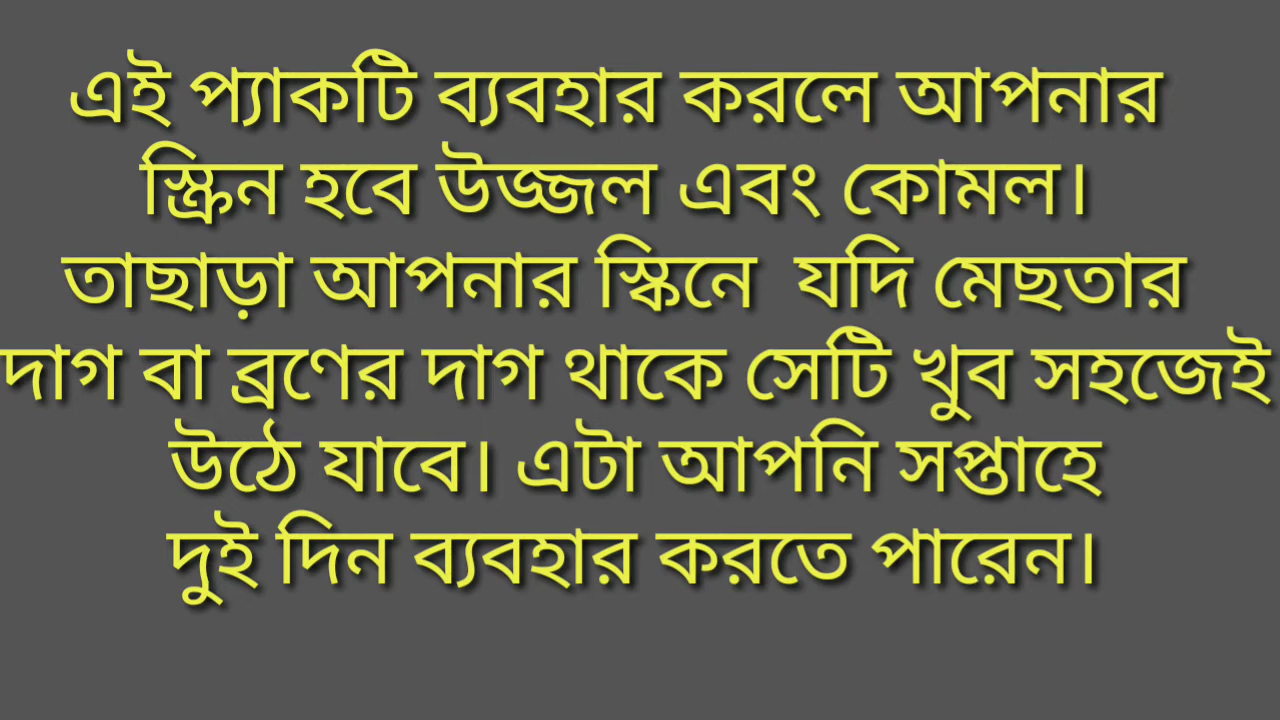 এই প্যাকটি ব্যবহার করলে আপনার
স্ক্রিন হবে উজ্জল এবং কোমল।
তাছাড়া আপনার স্কিনে যদি মেছতার
দাগ বা ব্রণের দাগ থাকে সেটি খুব সহজেই
উঠে যাবে। এটা আপনি সপ্তাহে
দুই দিন ব্যবহার করতে পারেন।